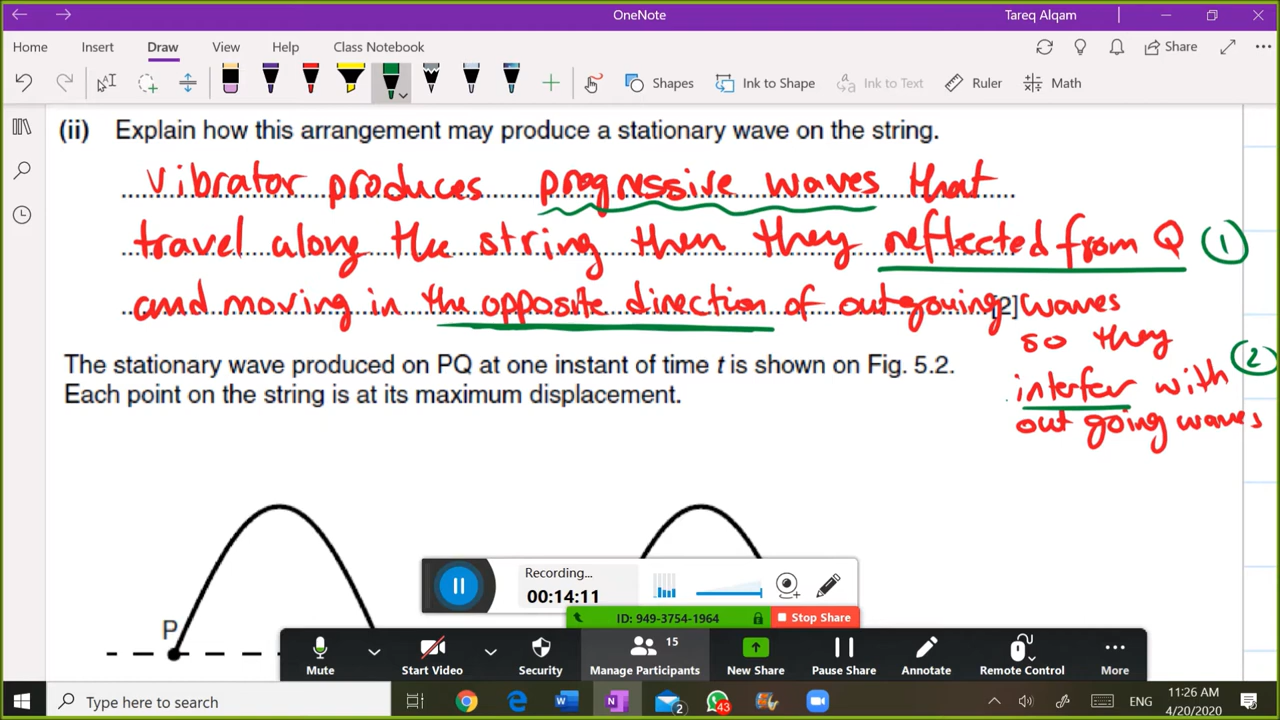 OneNote
Tareq Alqam
Home Insert Draw View Help Class Notebook
Share
Shapes Ink to Shape Ink to Text Ruler Math
(ii) Explain how this arrangement may produce a stationary wave on the string.
vibrator produces progressive waves that
travel along the string then they reflected from Q 1
and moving in the opposite direction of outgoing [2] waves
so they
2
interfer with
out going waves
The stationary wave produced on PQ at one instant of time t is shown on Fig. 5.2.
Each point on the string is at its maximum displacement.
Recording...
00:14:11
ID: 949-3754-1964 Stop Share
P
15
Mute Start Video Security Manage Participants New Share Pause Share Annotate Remote Control More
Type here to search
2
43
ENG
11:26 AM
4/20/2020